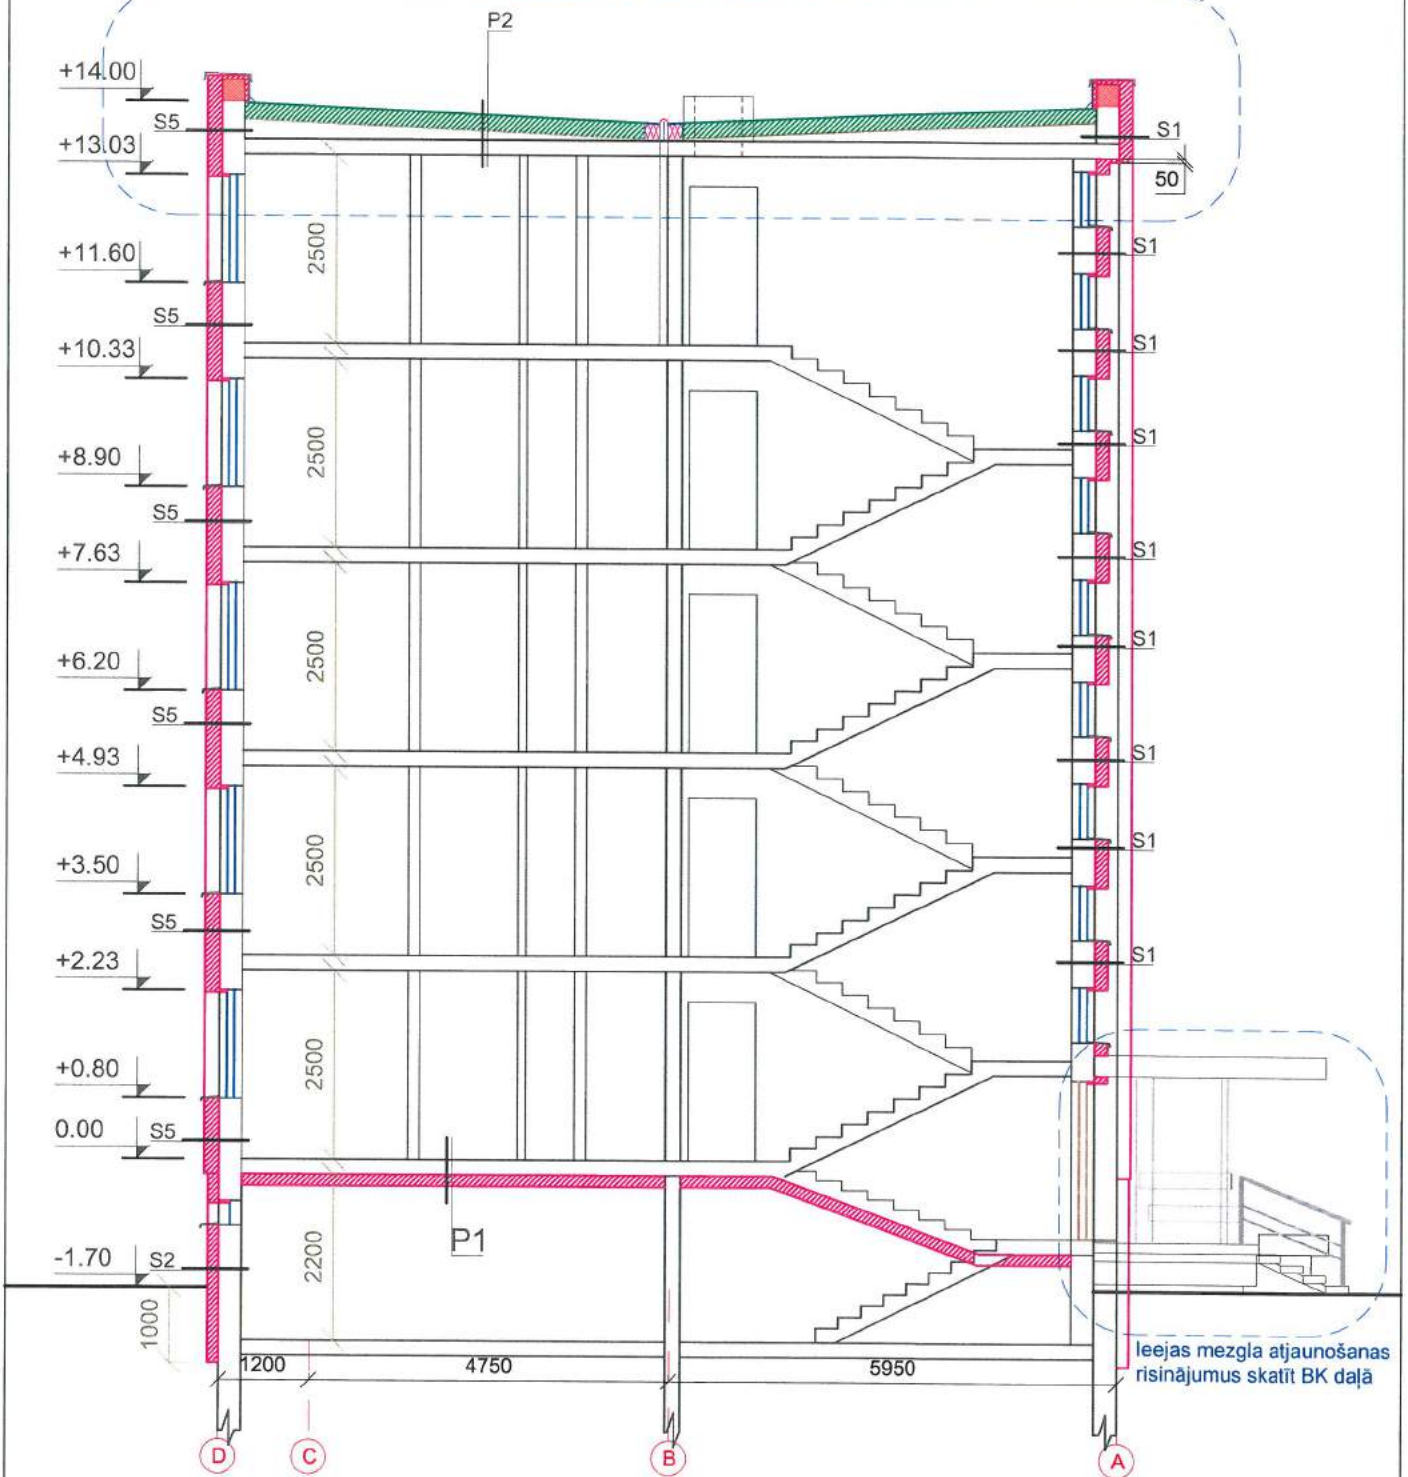 P2
+14.00
S5
S1
+13.03
50
2500
+11.60
S1
S5
+10.33
S1
2500
+8.90
S1
S5
+7.63
S1
2500
+6.20
S1
S5
+4.93
S1
2500
+3.50
S1
S5
+2.23
S1
2500
+0.80
0.00
S5
P1
2200
-1.70
S2
1000
1200
4750
5950
Ieejas mezgla atjaunošanas
risinājumus skatīt BK daļā
D
C
B
A